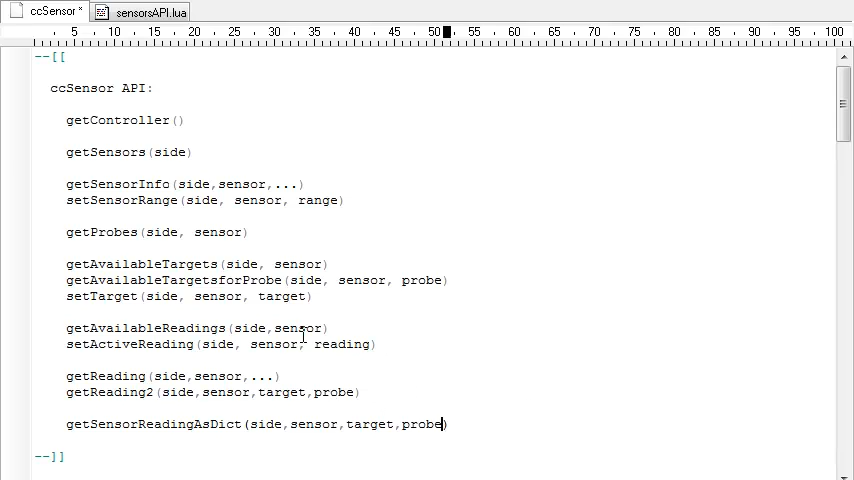 ccSensor * sensorsAPI.lua
5 10 15 20 25 30 35 40 45 50 55 60 65 70 75 80 85 90 95 100
--[[
ccSensor API:
getController()
getSensors(side)
getSensorInfo(side,sensor,...)
setSensorRange(side, sensor, range)
getProbes(side, sensor)
getAvailableTargets(side, sensor)
getAvailableTargetsforProbe(side, sensor, probe)
setTarget(side, sensor, target)
getAvailableReadings(side,sensor)
setActiveReading(side, sensor, reading)
getReading(side,sensor,...)
getReading2(side,sensor,target,probe)
getSensorReadingAsDict(side,sensor,target,probe)
--]]